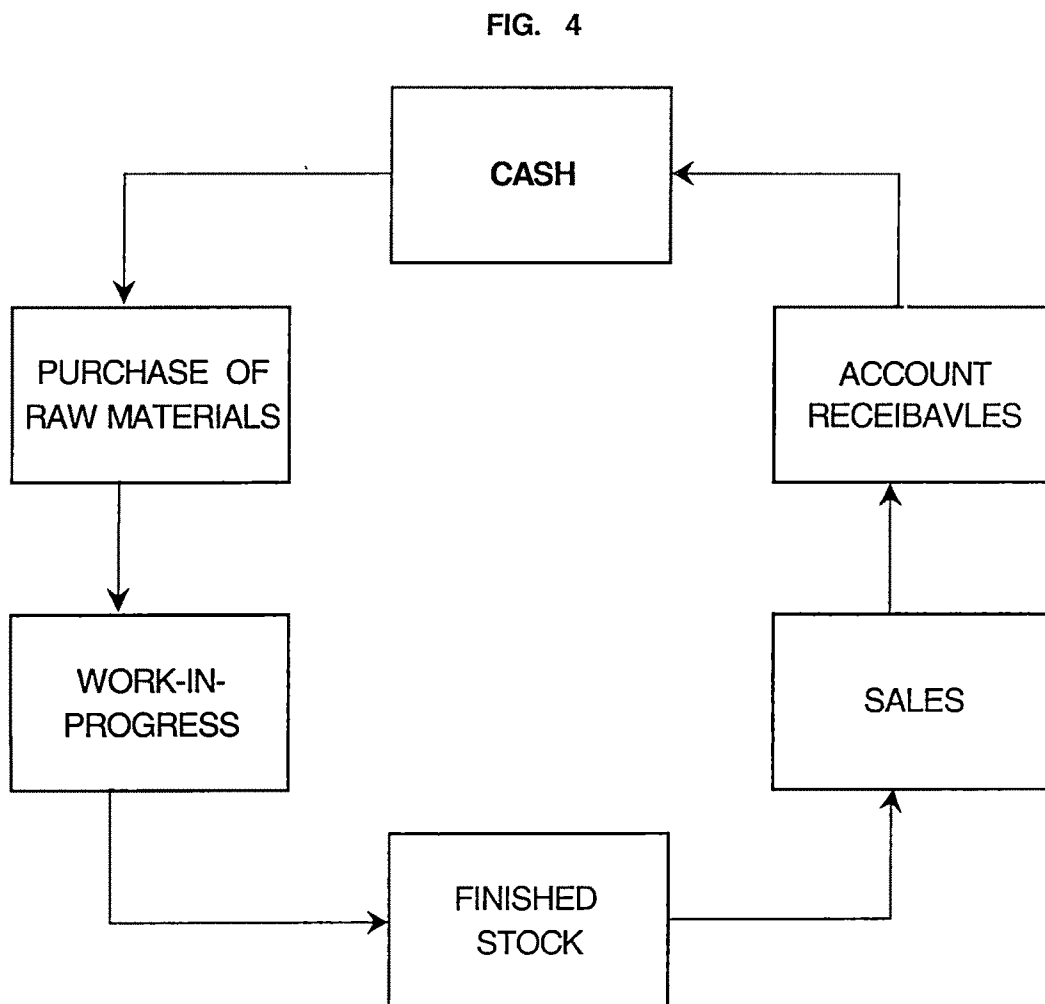 FIG. 4
CASH
PURCHASE OF
RAW MATERIALS
ACCOUNT
RECEIBAVLES
WORK-IN-
PROGRESS
SALES
FINISHED
STOCK